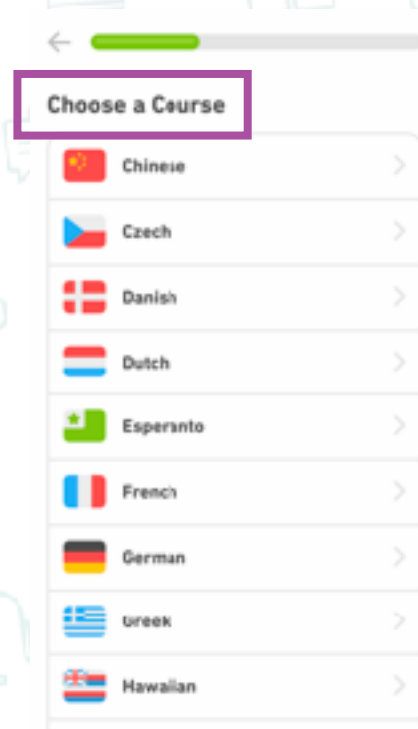 Choose a Course
Chinese
Czech
Danish
Dutch
Esperanto
French
German
Greek
Hawaiian